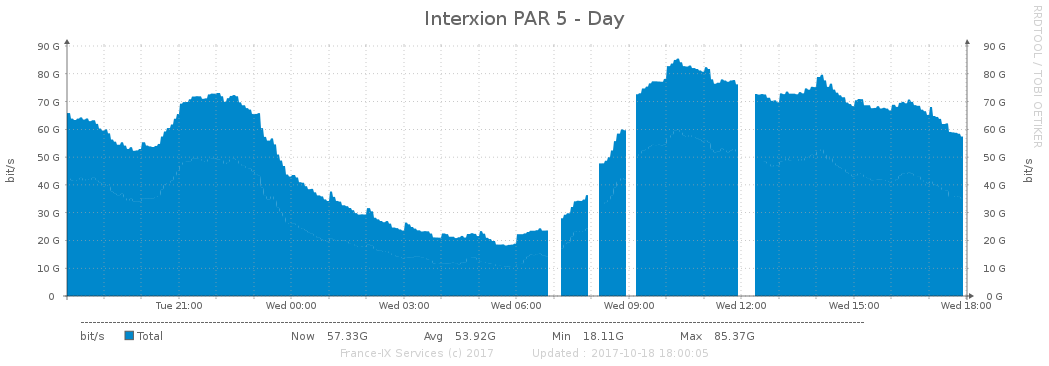 Interxion PAR 5 - Day
RRDTOOL / TOBI OETIKER
bit/s
90 G
80 G
70 G
60 G
50 G
40 G
30 G
20 G
10 G
0
90 G
80 G
70 G
60 G
50 G
40 G
30 G
20 G
10 G
0 G
bit/s
Tue 21:00 Wed 00:00 Wed 03:00 Wed 06:00 Wed 09:00 Wed 12:00 Wed 15:00 Wed 18:00
bit/s Total Now 57.33G Avg 53.92G Min 18.11G Max 85.37G
France-IX Services (c) 2017 Updated : 2017-10-18 18:00:05